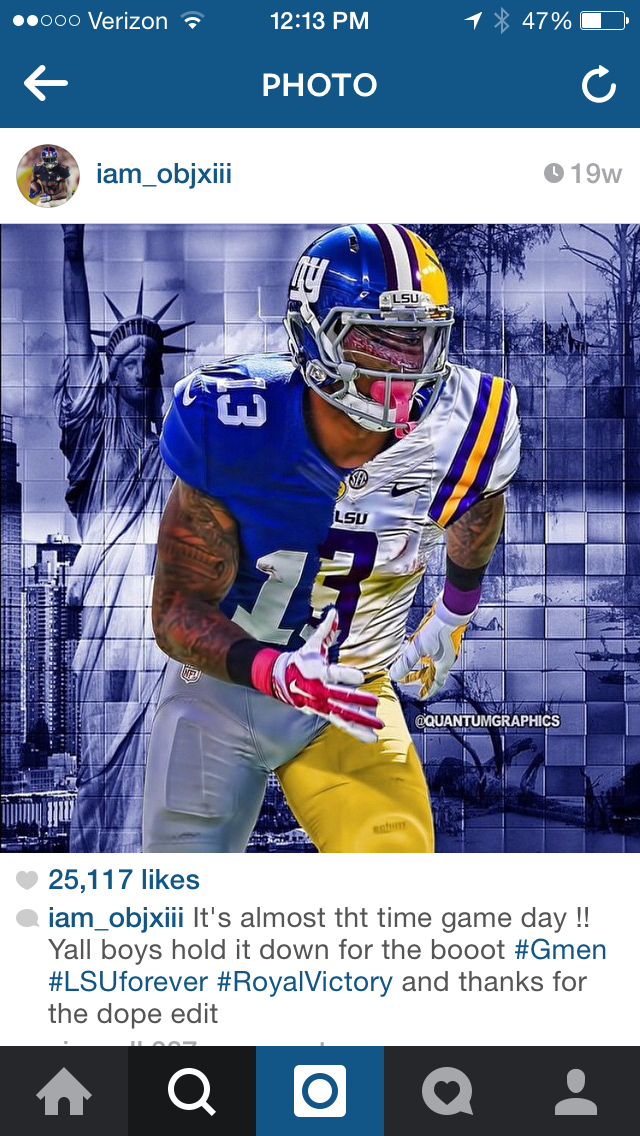 Verizon 12:13 PM 47%
PHOTO
iam_objxiii 19w
ny
LSU
13
LSU
13
NFL
@QUANTUMGRAPHICS
25,117 likes
iam_objxiii It's almost tht time game day !!
Yall boys hold it down for the booot #Gmen
#LSUforever #RoyalVictory and thanks for
the dope edit